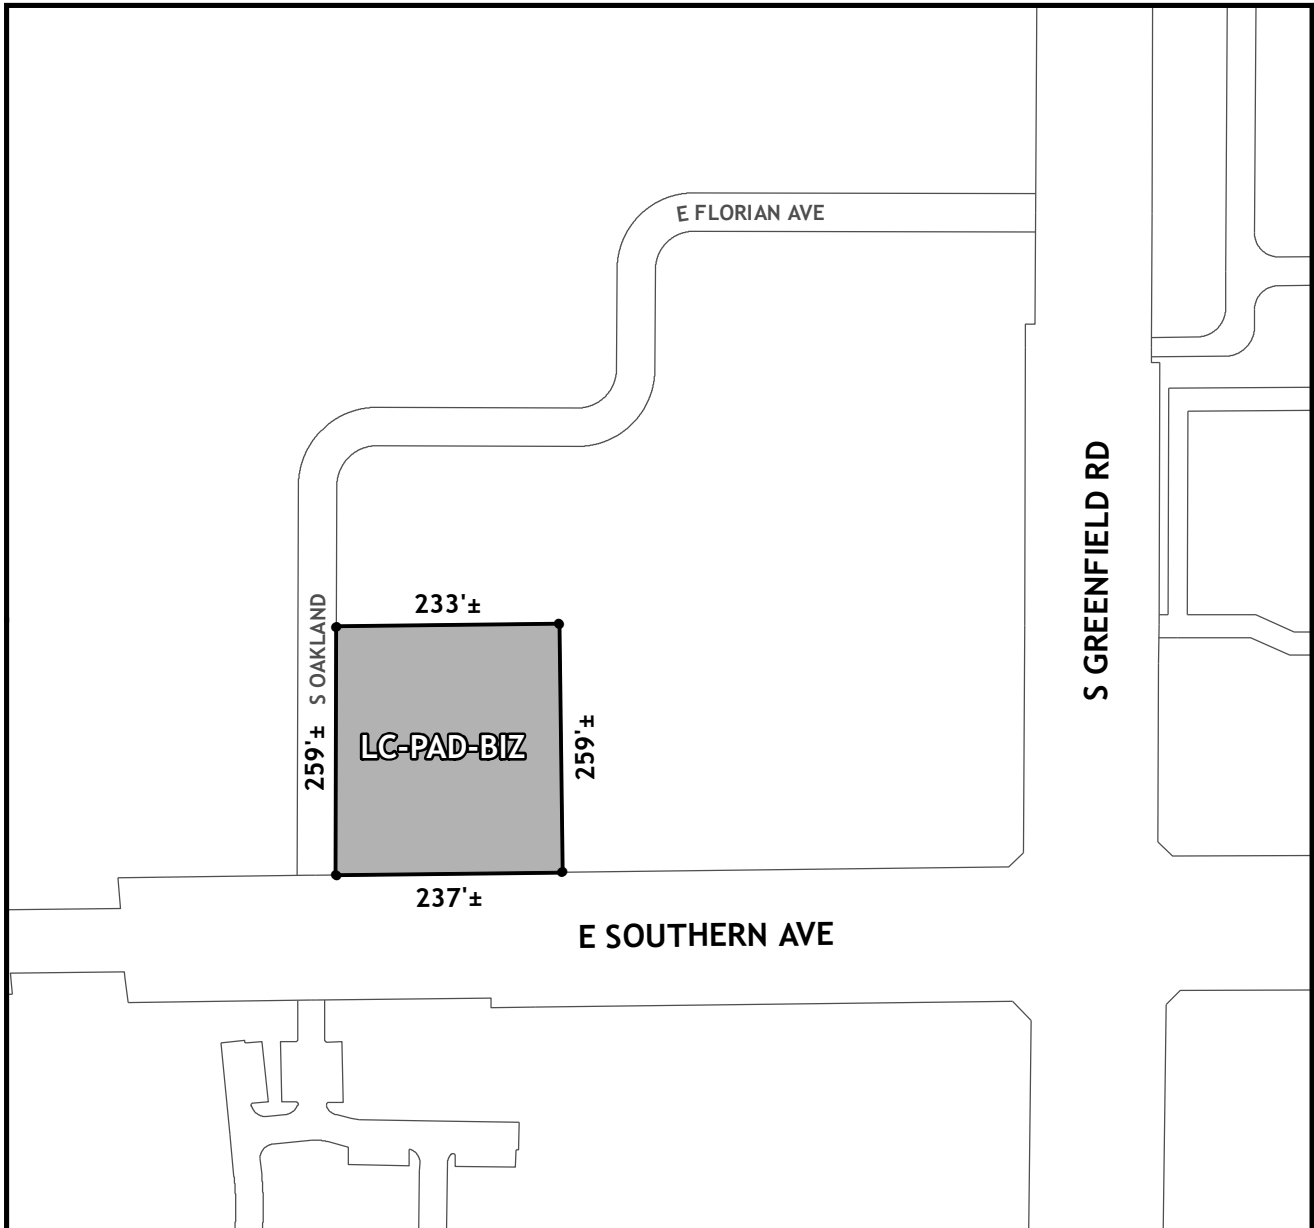 E FLORIAN AVE
S GREENFIELD RD
S OAKLAND
233'±
259'±
LC-PAD-BIZ
259'±
237'±
E SOUTHERN AVE